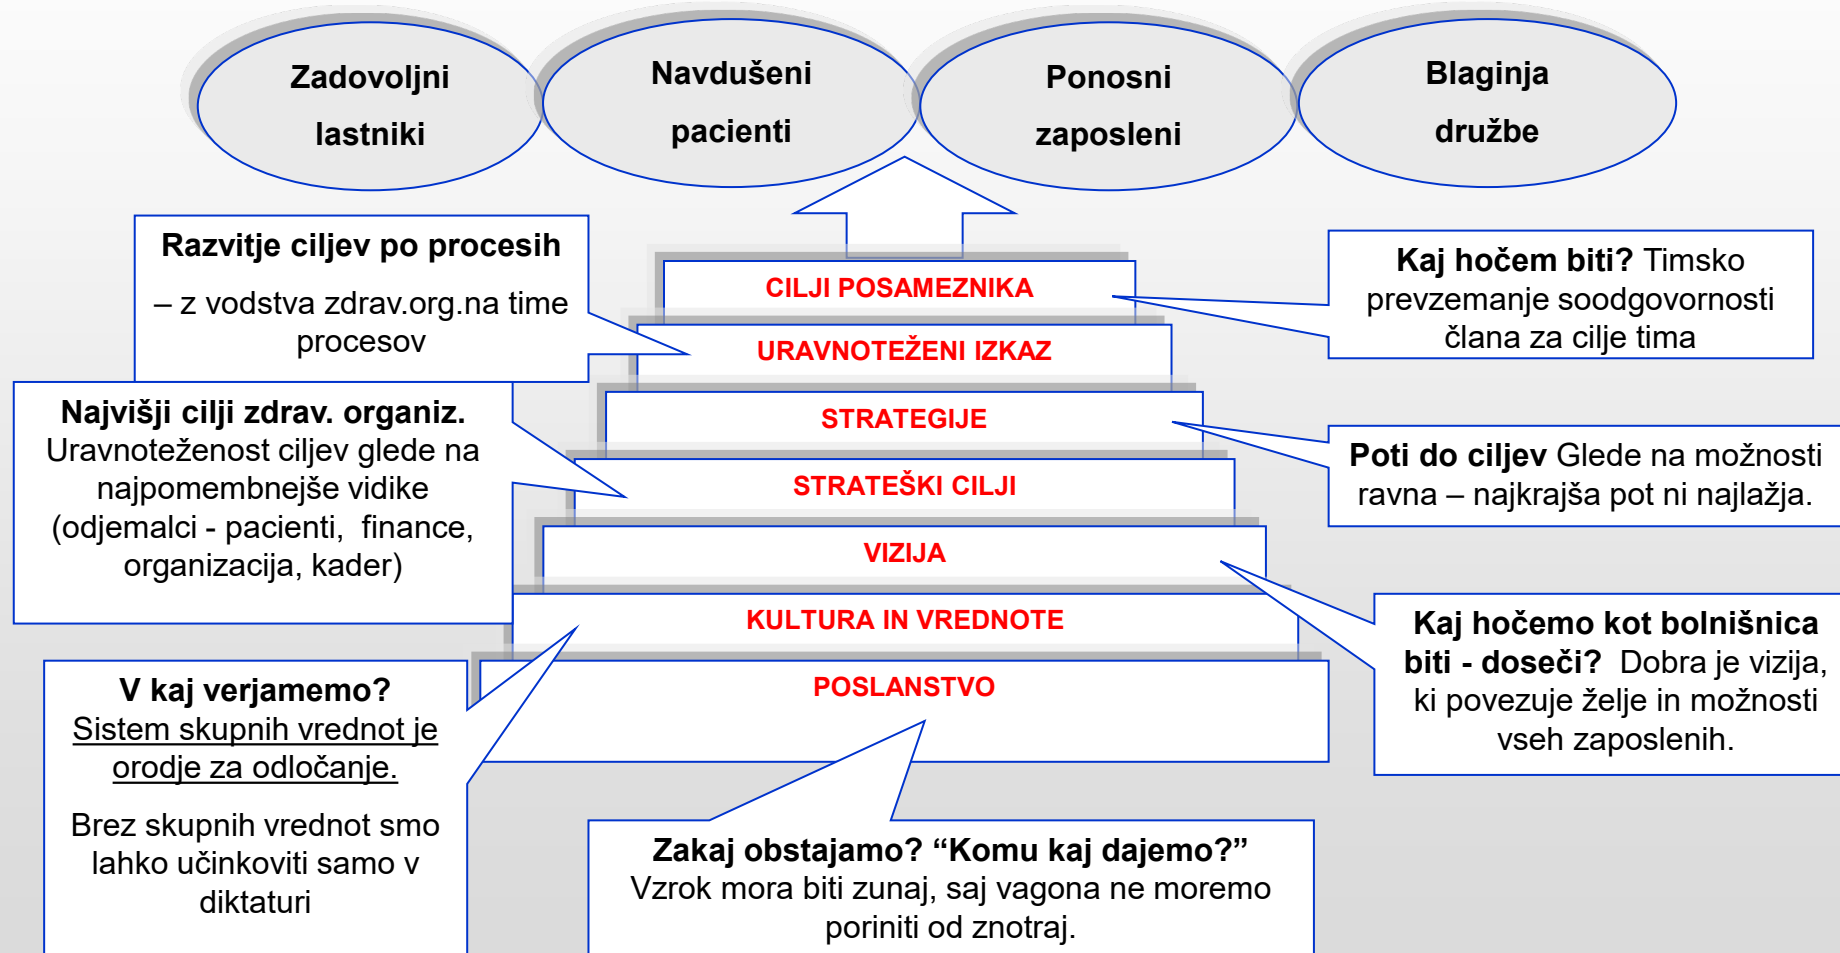 Zadovoljni
lastniki
Navdušeni
pacienti
Ponosni
zaposleni
Blaginja
družbe
Razvitje ciljev po procesih
– z vodstva zdrav.org.na time
procesov
Kaj hočem biti? Timsko
prevzemanje soodgovornosti
člana za cilje tima
CILJI POSAMEZNIKA
URAVNOTEŽENI IZKAZ
STRATEGIJE
STRATEŠKI CILJI
VIZIJA
KULTURA IN VREDNOTE
POSLANSTVO
Najvišji cilji zdrav. organiz.
Uravnoteženost ciljev glede na
najpomembnejše vidike
(odjemalci - pacienti, finance,
organizacija, kader)
Poti do ciljev Glede na možnosti
ravna – najkrajša pot ni najlažja.
Kaj hočemo kot bolnišnica
biti - doseči? Dobra je vizija,
ki povezuje želje in možnosti
vseh zaposlenih.
V kaj verjamemo?
Sistem skupnih vrednot je
orodje za odločanje.
Brez skupnih vrednot smo
lahko učinkoviti samo v
diktaturi
Zakaj obstajamo? “Komu kaj dajemo?”
Vzrok mora biti zunaj, saj vagona ne moremo
poriniti od znotraj.